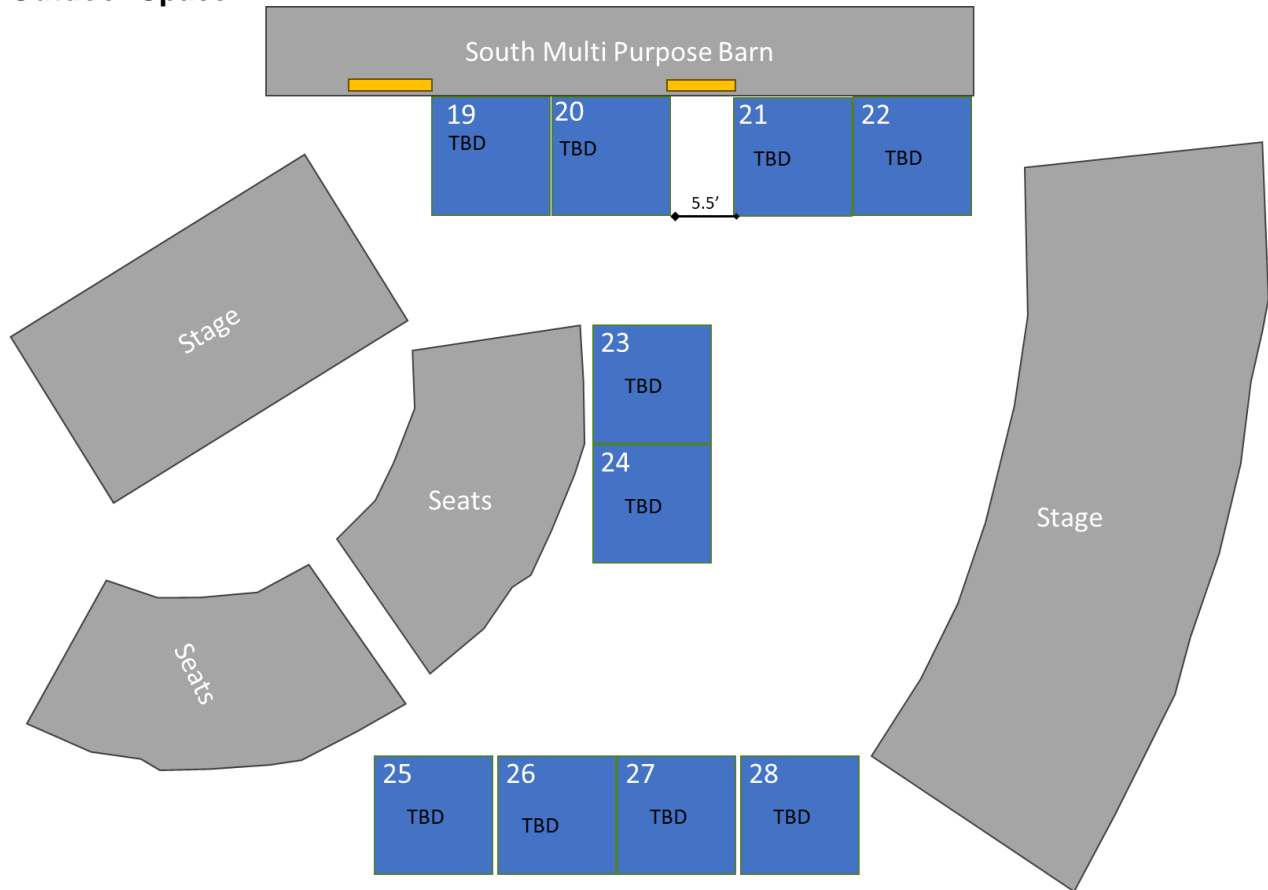 South Multi Purpose Barn
19
TBD
20
TBD
21
TBD
22
TBD
5.5’
Stage
23
TBD
24
TBD
Seats
Stage
Seats
25
TBD
26
TBD
27
TBD
28
TBD